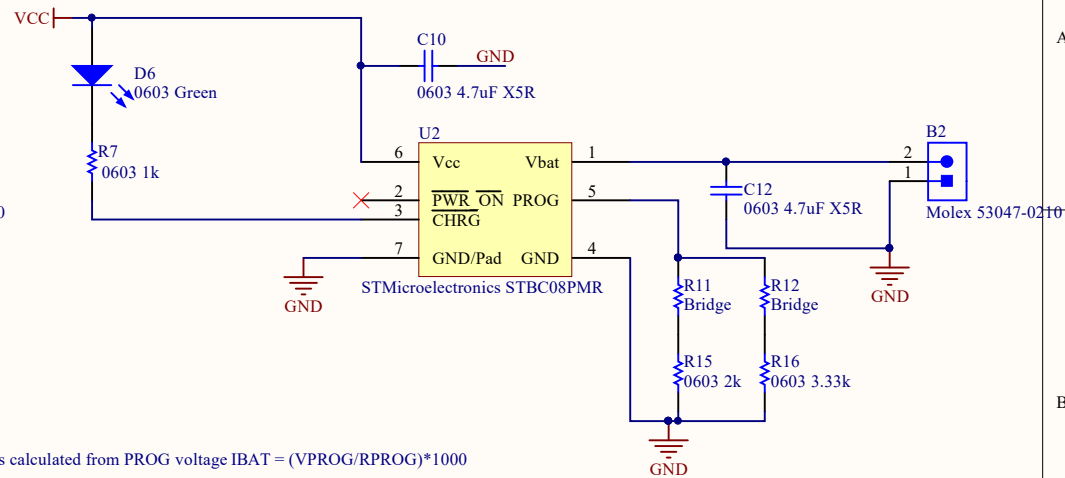 VCC
A
C10
GND
D6
0603 Green
0603 4.7uF X5R
U2
B2
R7
0603 1k
6
Vcc
Vbat
1
2
1
2
PWR_ON
PROG
5
C12
0603 4.7uF X5R
3
CHRG
Molex 53047-0210
0
7
GND/Pad
GND
4
STMicroelectronics STBC08PMR
GND
GND
R11
Bridge
R12
Bridge
R15
0603 2k
R16
0603 3.33k
B
s calculated from PROG voltage IBAT = (VPROG/RPROG)*1000
GND